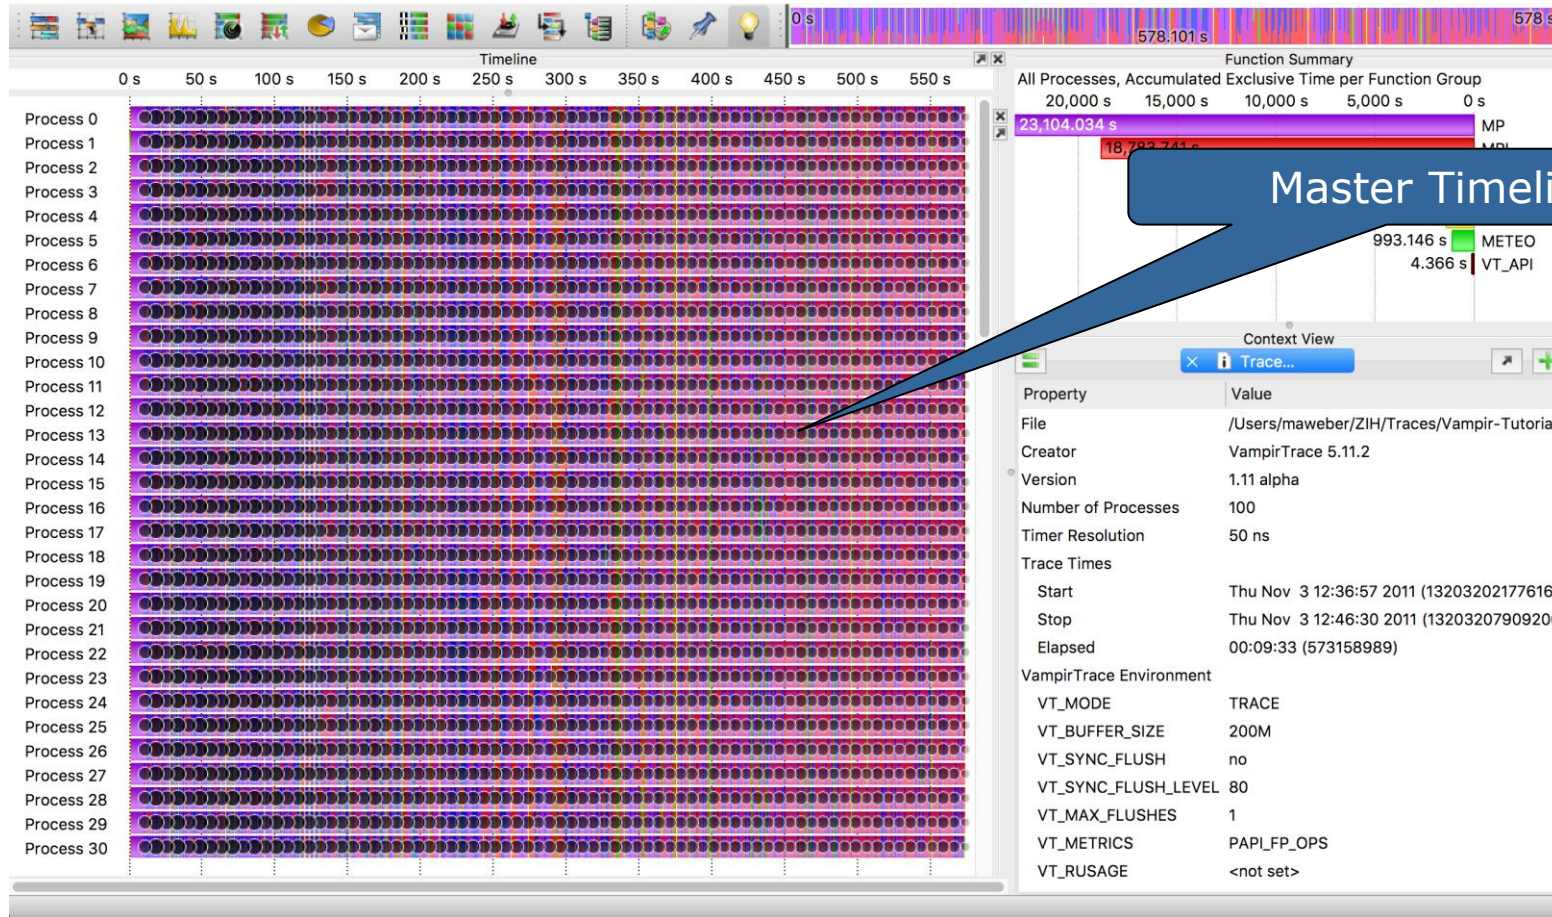 0 s
578.101 s
578 s
Timeline
0 s 50 s 100 s 150 s 200 s 250 s 300 s 350 s 400 s 450 s 500 s 550 s
Process 0
Process 1
Process 2
Process 3
Process 4
Process 5
Process 6
Process 7
Process 8
Process 9
Process 10
Process 11
Process 12
Process 13
Process 14
Process 15
Process 16
Process 17
Process 18
Process 19
Process 20
Process 21
Process 22
Process 23
Process 24
Process 25
Process 26
Process 27
Process 28
Process 29
Process 30
Function Summary
All Processes, Accumulated Exclusive Time per Function Group
20,000 s 15,000 s 10,000 s 5,000 s 0 s
23,104.034 s MP
18,783.741 s MPI
Master Timeli
993.146 s METEO
4.366 s VT_API
Context View
Trace...
Property Value
File /Users/maweber/ZIH/Traces/Vampir-Tutoria
Creator VampirTrace 5.11.2
Version 1.11 alpha
Number of Processes 100
Timer Resolution 50 ns
Trace Times
Start Thu Nov 3 12:36:57 2011 (13203202177616
Stop Thu Nov 3 12:46:30 2011 (1320320790920
Elapsed 00:09:33 (573158989)
VampirTrace Environment
VT_MODE TRACE
VT_BUFFER_SIZE 200M
VT_SYNC_FLUSH no
VT_SYNC_FLUSH_LEVEL 80
VT_MAX_FLUSHES 1
VT_METRICS PAPI_FP_OPS
VT_RUSAGE <not set>